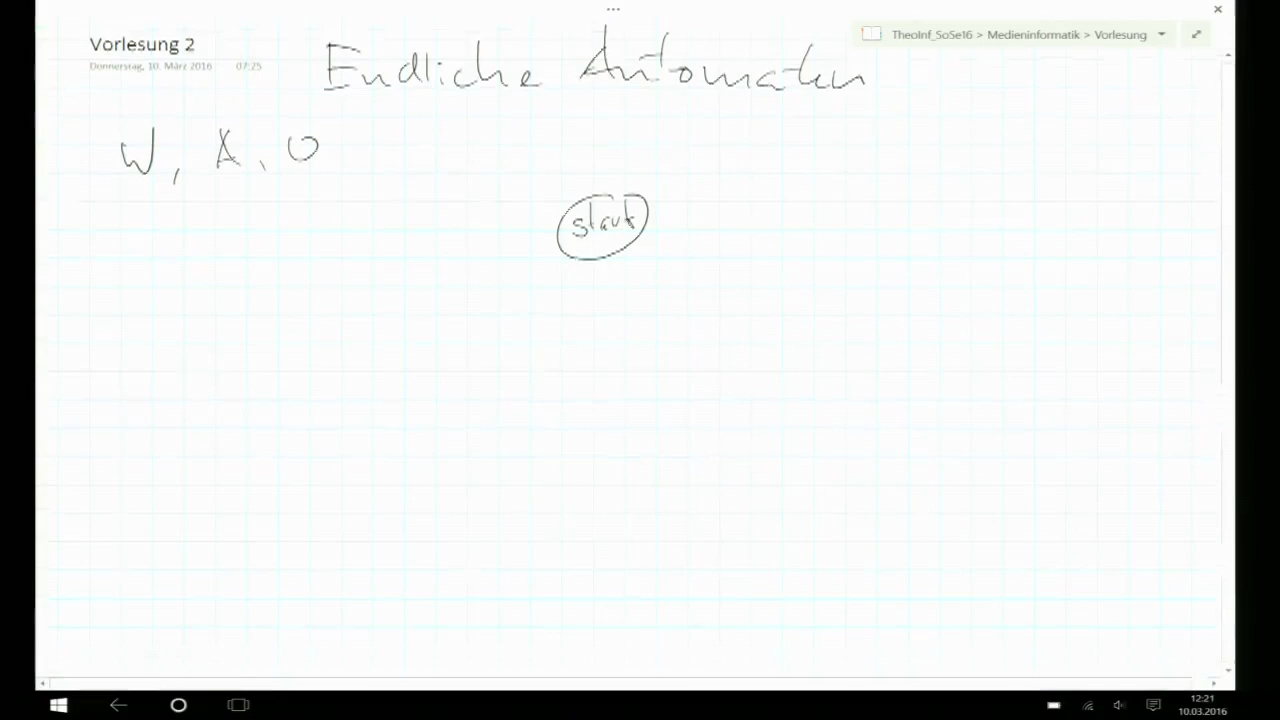 ...
Vorlesung 2
TheoInf_SoSe16 > Medieninformatik > Vorlesung
Donnerstag, 10. März 2016 07:25
Endliche Automaten
W, A, O
start
12:21
10.03.2016